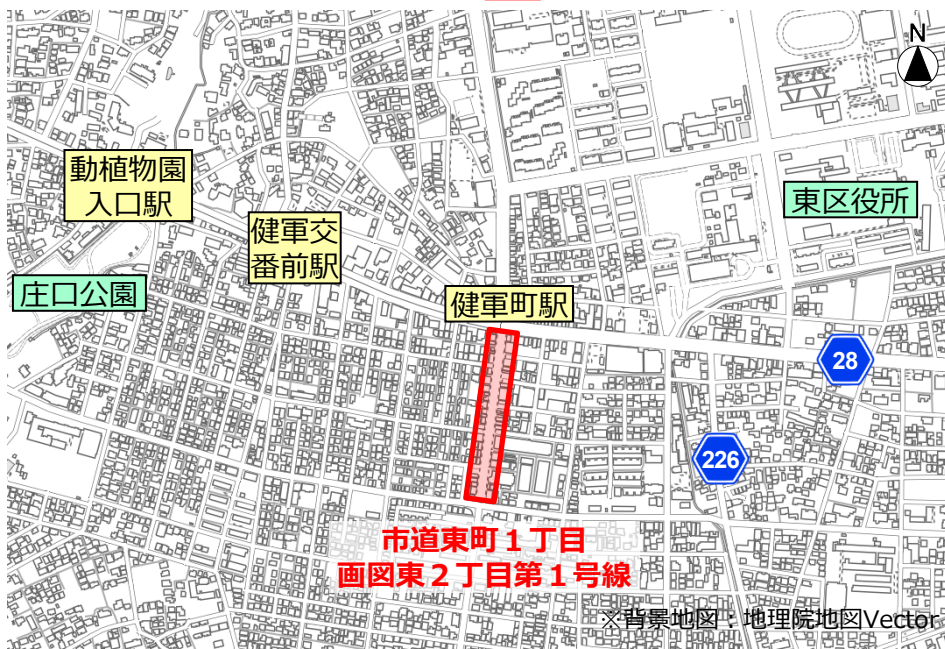 N
動植物園
入口駅
東区役所
健軍交
番前駅
庄口公園
健軍町駅
28
226
市道東町１丁目
画図東２丁目第１号線
※背景地図：地理院地図Vector